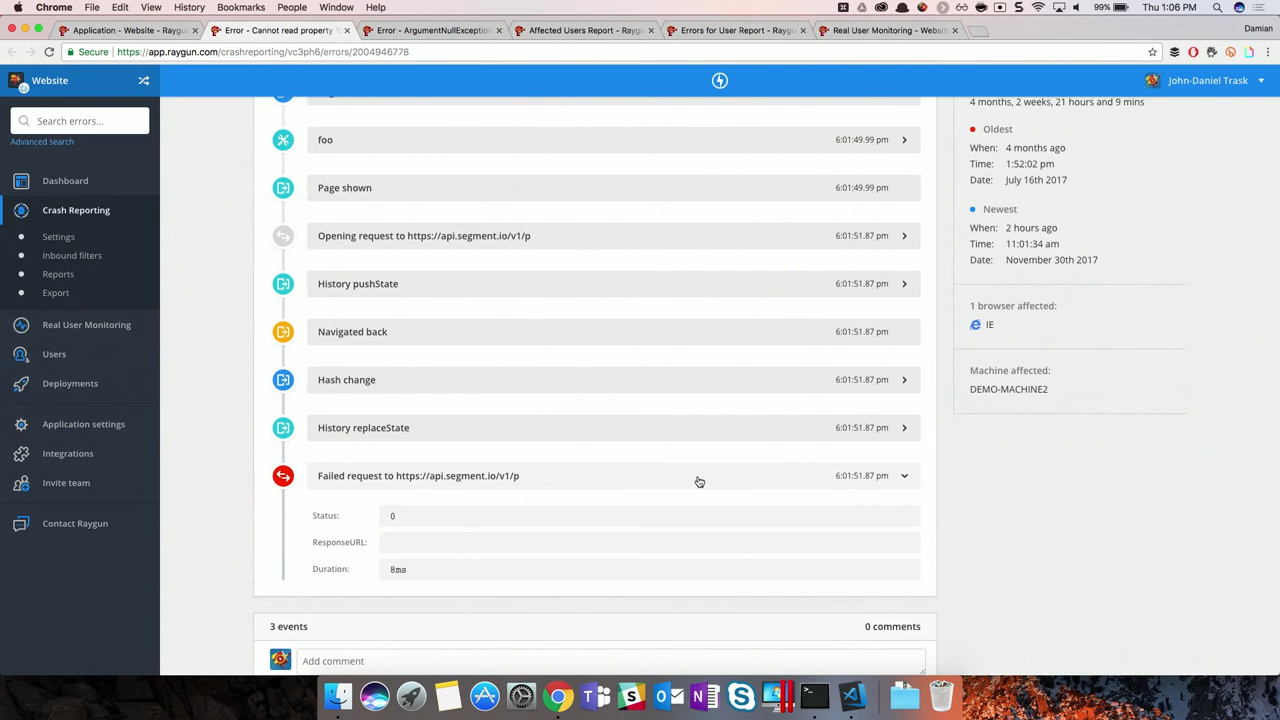 Chrome File Edit View History Bookmarks People Window Help
99% Thu 1:06 PM
Application - Website - Raygun
Error - Cannot read property '
Error - ArgumentNullException
Affected Users Report - Raygu
Errors for User Report - Raygu
Real User Monitoring - Websit
Damian
Secure https://app.raygun.com/crashreporting/vc3ph6/errors/2004946778
Website
John-Daniel Trask
Search errors...
Advanced search
Dashboard
Crash Reporting
Settings
Inbound filters
Reports
Export
Real User Monitoring
Users
Deployments
Application settings
Integrations
Invite team
Contact Raygun
foo 6:01:49.99 pm
Page shown 6:01:49.99 pm
Opening request to https://api.segment.io/v1/p 6:01:51.87 pm
History pushState 6:01:51.87 pm
Navigated back 6:01:51.87 pm
Hash change 6:01:51.87 pm
History replaceState 6:01:51.87 pm
Failed request to https://api.segment.io/v1/p 6:01:51.87 pm
Status: 0
ResponseURL:
Duration: 8ms
3 events 0 comments
Add comment
4 months, 2 weeks, 21 hours and 9 mins
Oldest
When: 4 months ago
Time: 1:52:02 pm
Date: July 16th 2017
Newest
When: 2 hours ago
Time: 11:01:34 am
Date: November 30th 2017
1 browser affected:
IE
Machine affected:
DEMO-MACHINE2